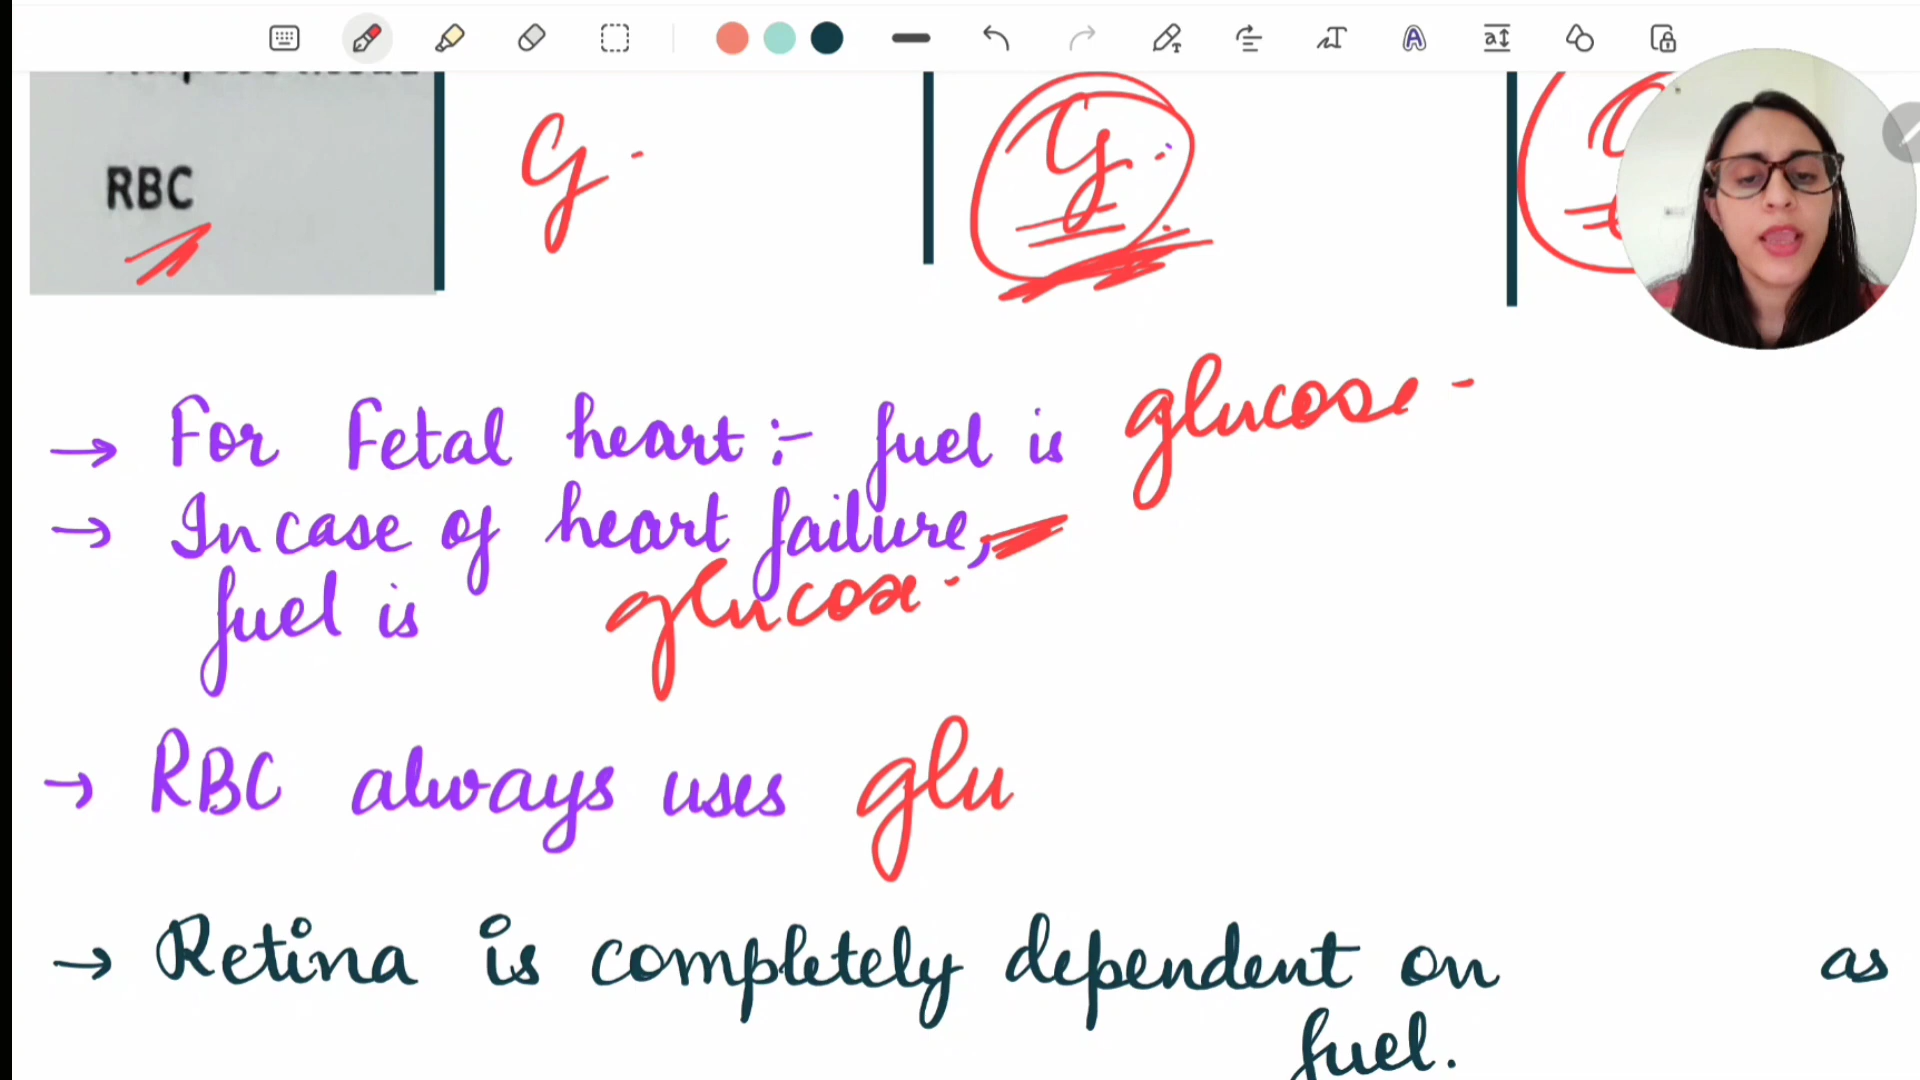 RBC
g.
g.
→ For Fetal heart:- fuel is glucose.
→ In case of heart failure,
fuel is glucose.
→ RBC always uses glu
→ Retina is completely dependent on as
fuel.